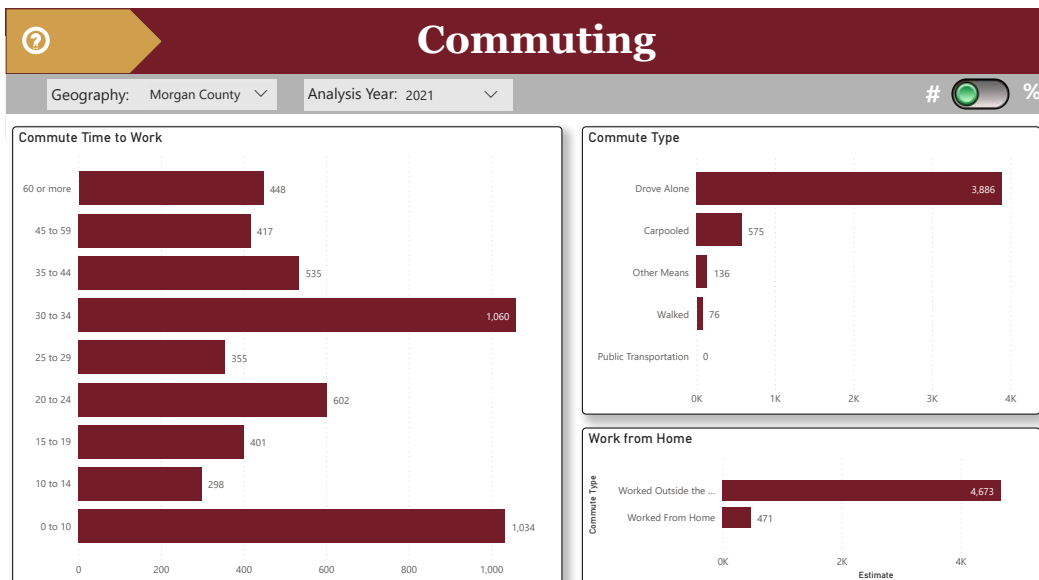 ?
Commuting
Geography: Morgan County
Analysis Year: 2021
# %
Commute Time to Work
60 or more 448
45 to 59 417
35 to 44 535
30 to 34 1,060
25 to 29 355
20 to 24 602
15 to 19 401
10 to 14 298
0 to 10 1,034
0 200 400 600 800 1,000
Commute Type
Drove Alone 3,886
Carpooled 575
Other Means 136
Walked 76
Public Transportation 0
0K 1K 2K 3K 4K
Work from Home
Commute Type
Worked Outside the ... 4,673
Worked From Home 471
0K 2K 4K
Estimate